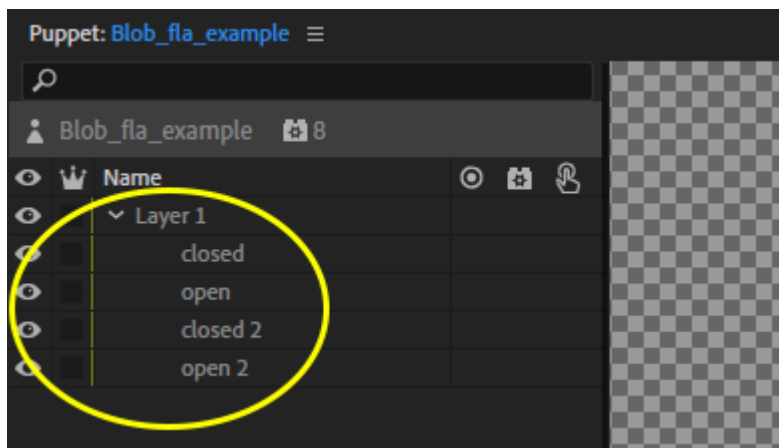 Puppet: Blob_fla_example
Blob_fla_example 8
Name
Layer 1
closed
open
closed 2
open 2